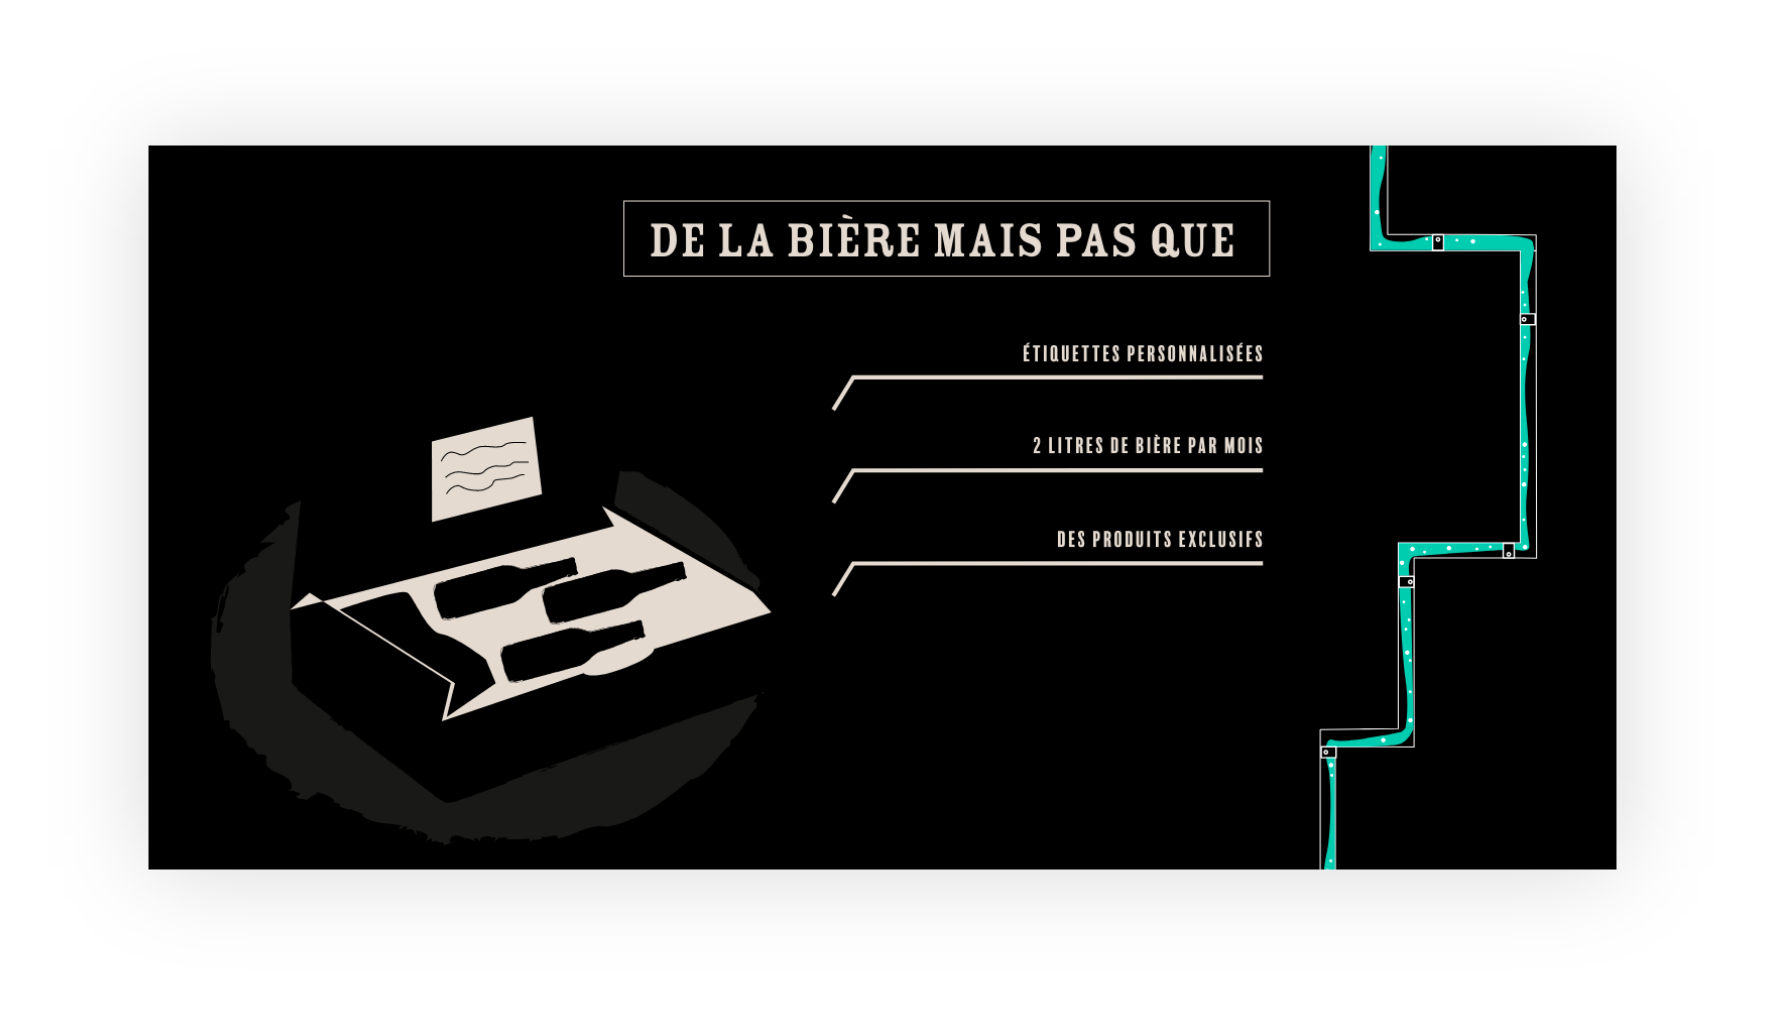 DE LA BIÈRE MAIS PAS QUE
ÉTIQUETTES PERSONNALISÉES
2 LITRES DE BIÈRE PAR MOIS
DES PRODUITS EXCLUSIFS